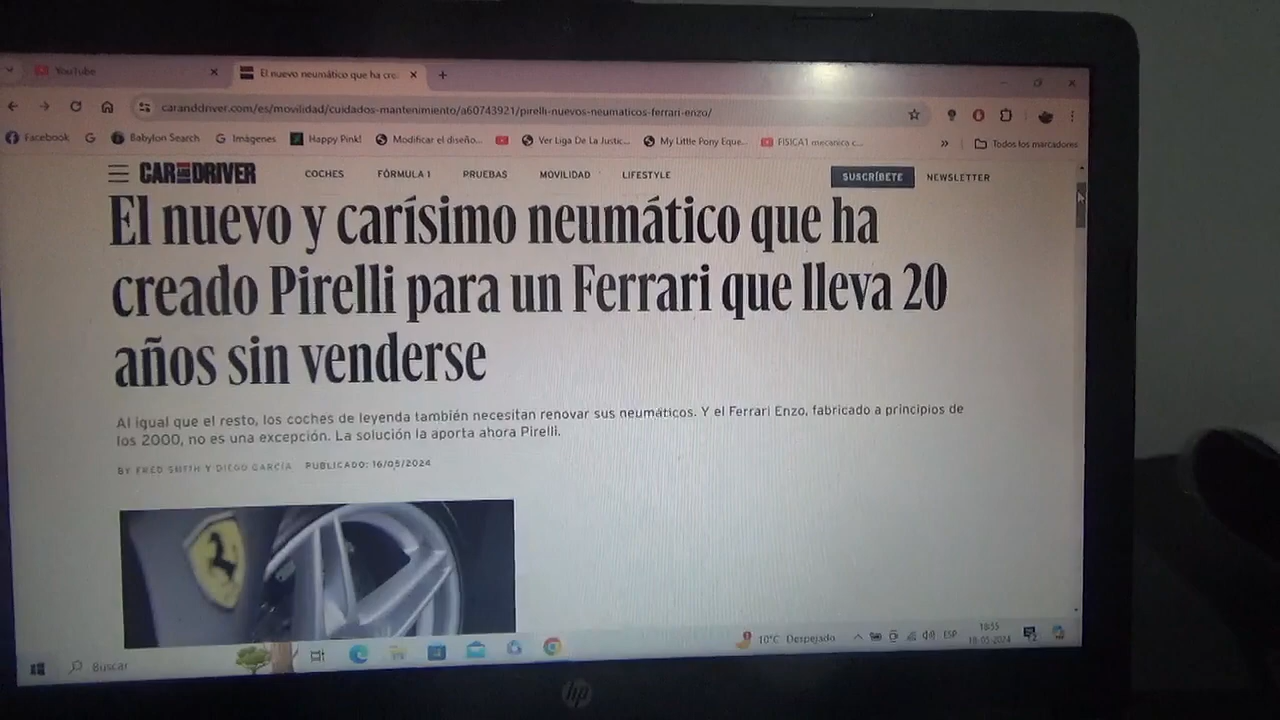 YouTube
El nuevo neumático que ha cre
caranddriver.com/es/movilidad/cuidados-mantenimiento/a60743921/pirelli-nuevos-neumaticos-ferrari-enzo/
Facebook
Babylon Search
Imágenes
Happy Pink!
Modificar el diseño...
Ver Liga De La Justic...
My Little Pony Eque...
FISICA1 mecanica c...
»
Todos los marcadores
CAR AND DRIVER
COCHES
FÓRMULA 1
PRUEBAS
MOVILIDAD
LIFESTYLE
SUSCRÍBETE
NEWSLETTER
El nuevo y carísimo neumático que ha
creado Pirelli para un Ferrari que lleva 20
años sin venderse
Al igual que el resto, los coches de leyenda también necesitan renovar sus neumáticos. Y el Ferrari Enzo, fabricado a principios de
los 2000, no es una excepción. La solución la aporta ahora Pirelli.
BY FRED SMITH Y DIEGO GARCÍA PUBLICADO: 16/05/2024
Buscar
10°C Despejado
ESP
18:55
18-05-2024
hp